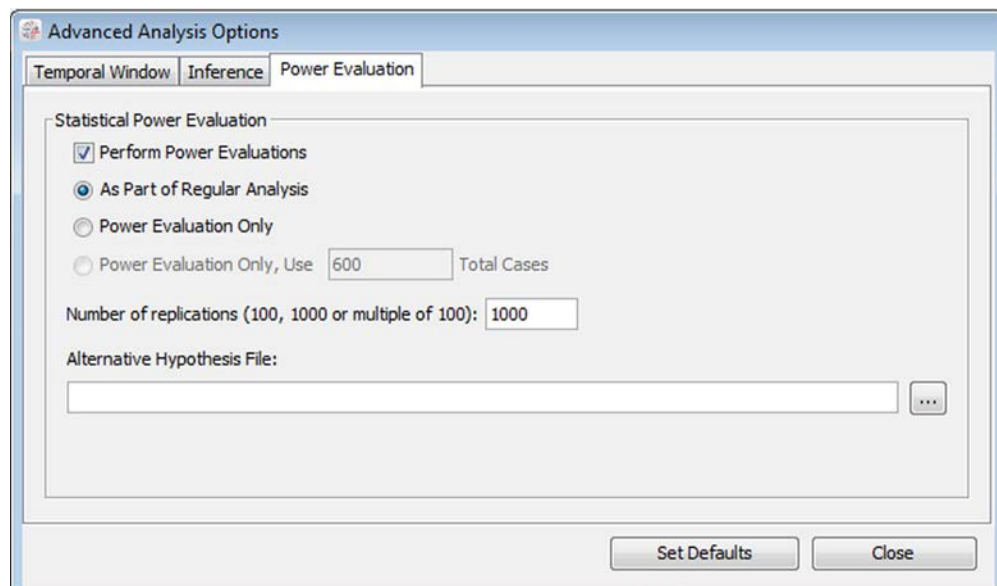 Advanced Analysis Options
Temporal Window Inference Power Evaluation
Statistical Power Evaluation
Perform Power Evaluations
As Part of Regular Analysis
Power Evaluation Only
Power Evaluation Only, Use 600 Total Cases
Number of replications (100, 1000 or multiple of 100): 1000
Alternative Hypothesis File:
...
Set Defaults Close